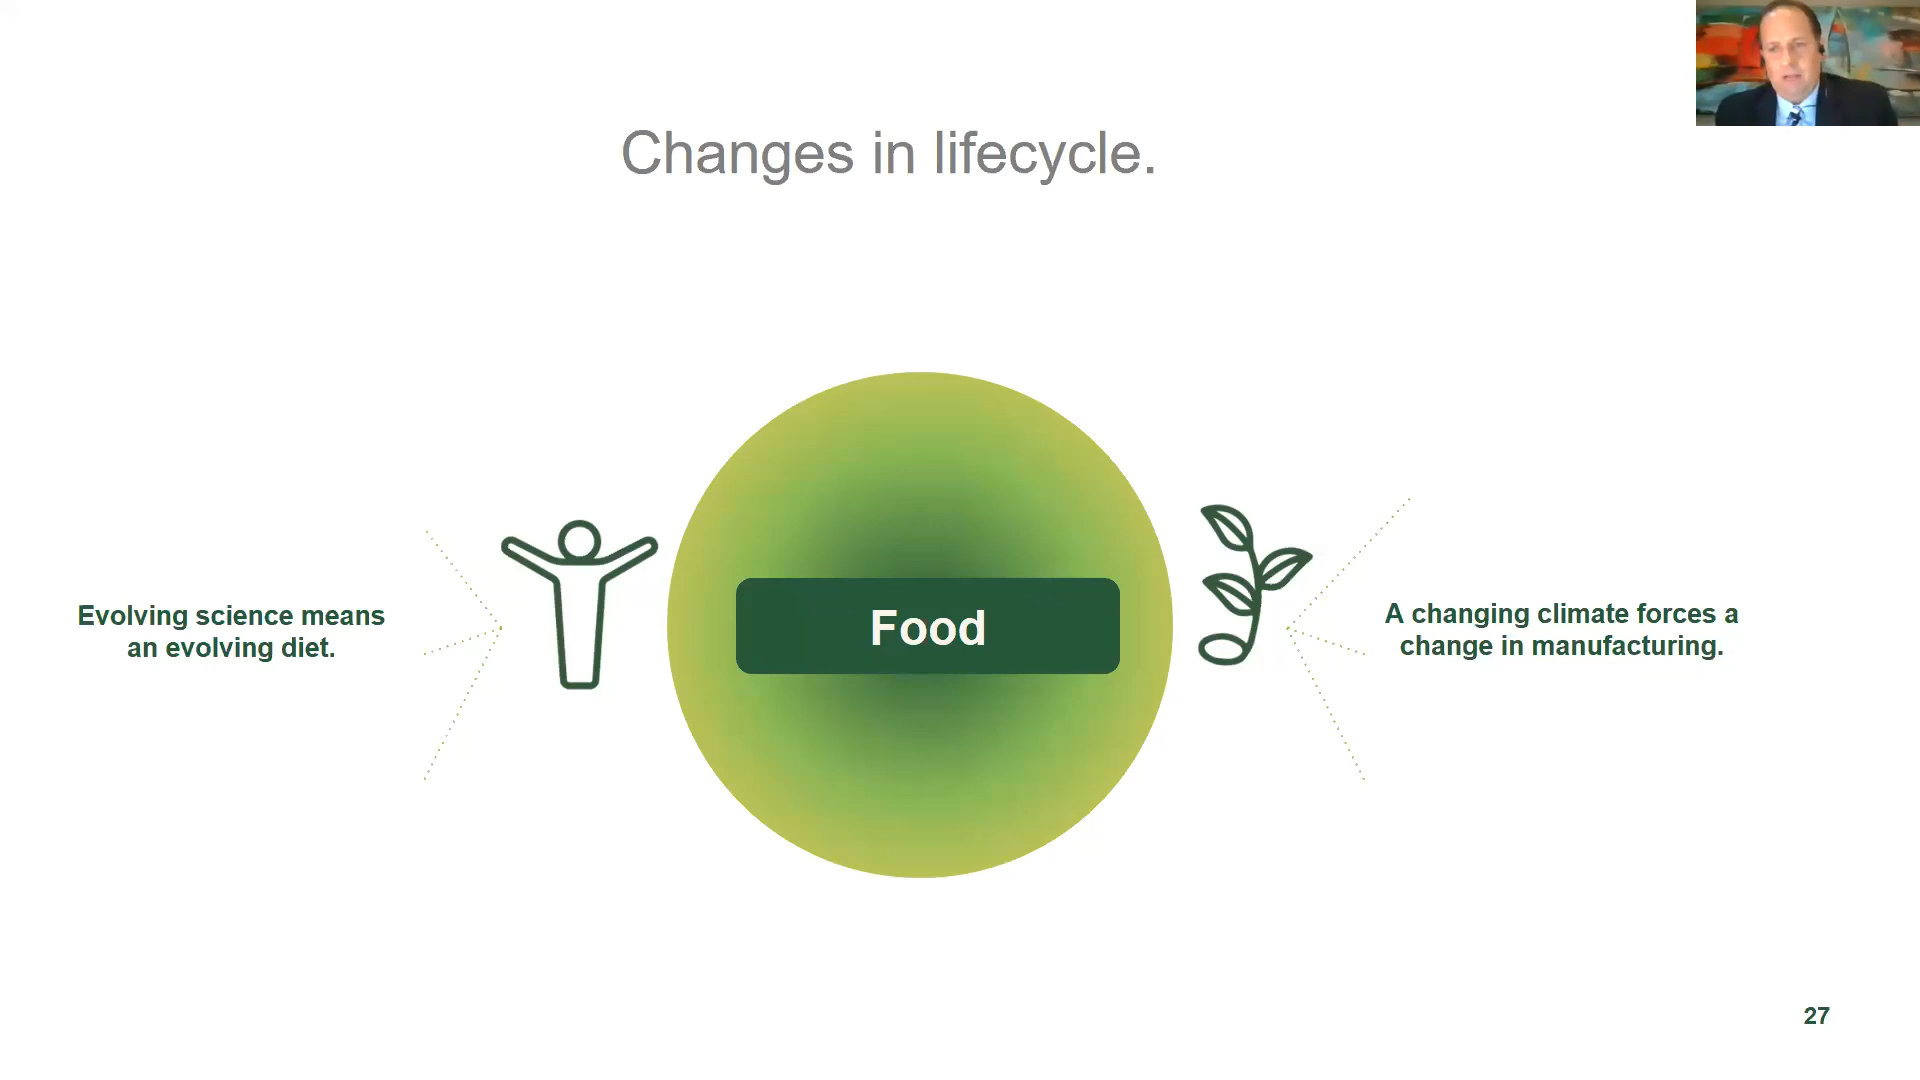 Changes in lifecycle.
Evolving science means
an evolving diet.
Food
A changing climate forces a
change in manufacturing.
27